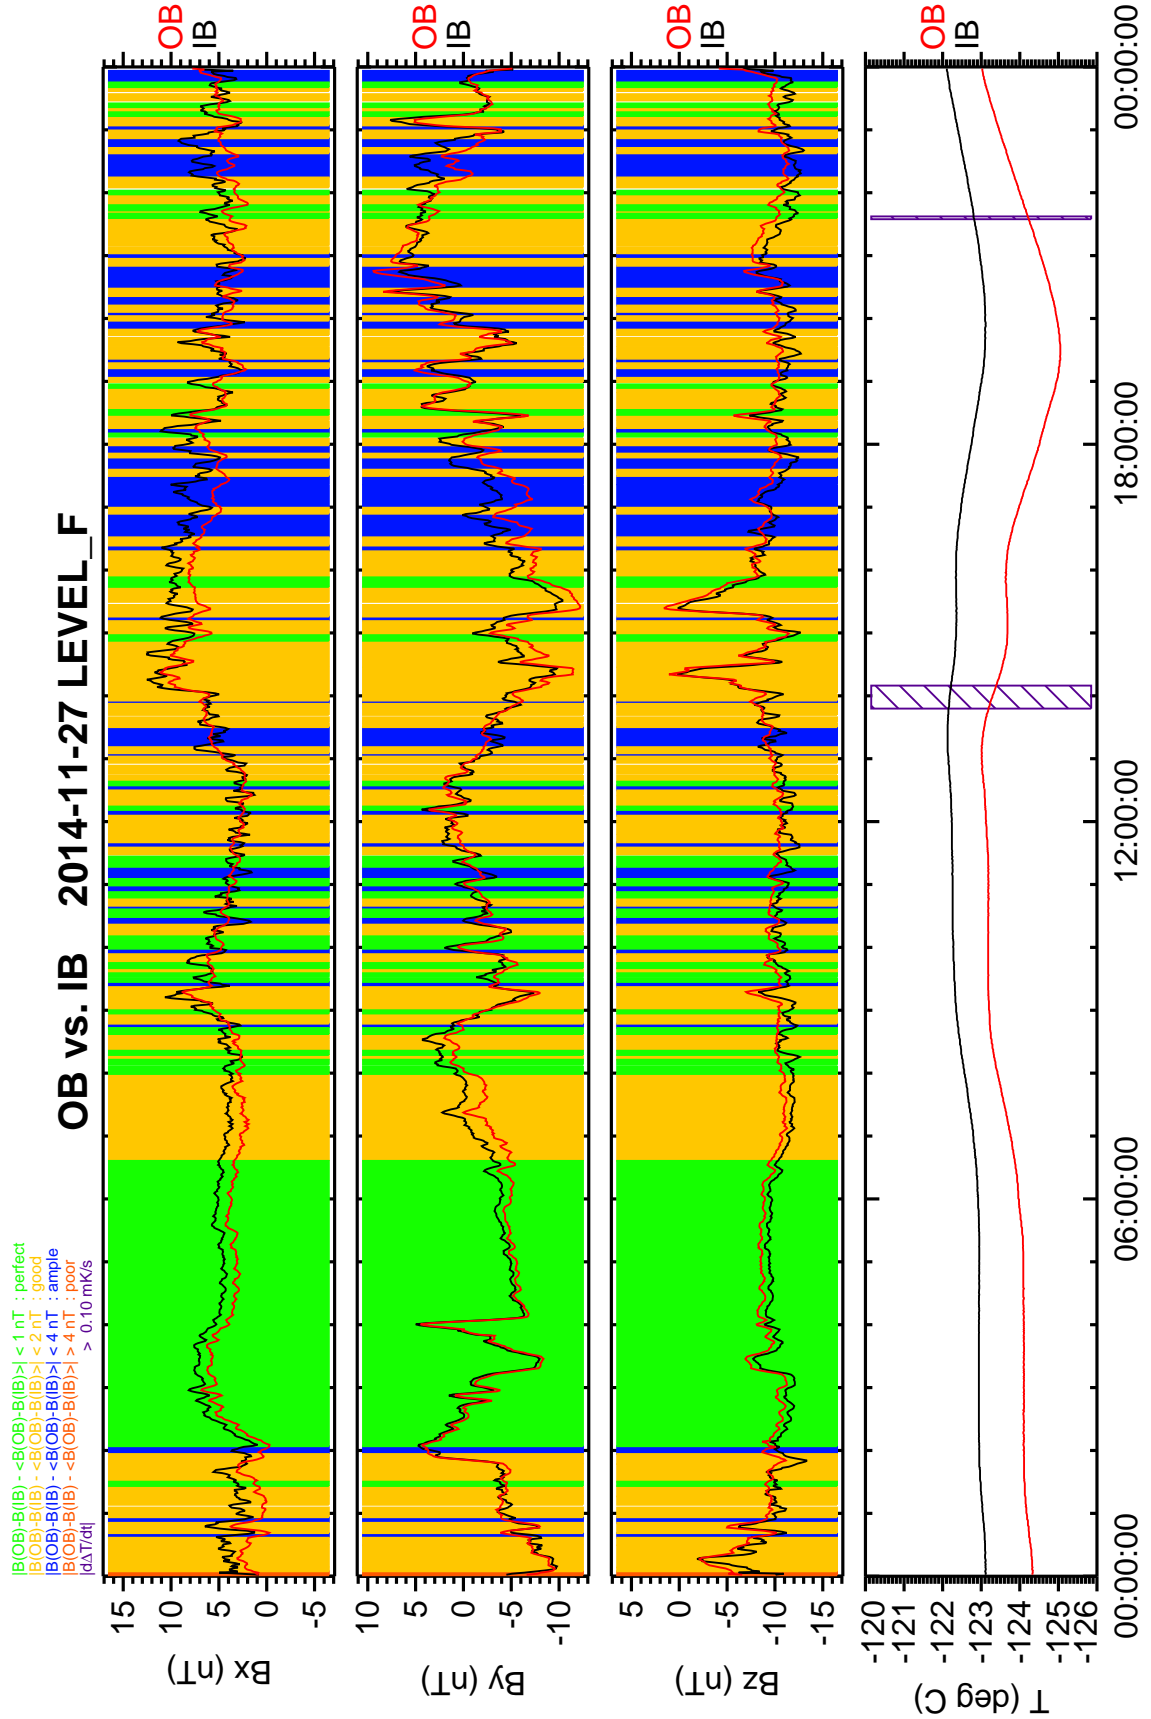 |B(OB)-B(IB) - <B(OB)-B(IB)>| < 1 nT : perfect
|B(OB)-B(IB) - <B(OB)-B(IB)>| < 2 nT : good
|B(OB)-B(IB) - <B(OB)-B(IB)>| < 4 nT : ample
|B(OB)-B(IB) - <B(OB)-B(IB)>| > 4 nT : poor
|dΔT/dt| > 0.10 mK/s
OB vs. IB 2014-11-27 LEVEL_F
Bx (nT)
15
10
5
0
-5
OB
IB
By (nT)
10
5
0
-5
-10
OB
IB
Bz (nT)
5
0
-5
-10
-15
OB
IB
T (deg C)
-120
-121
-122
-123
-124
-125
-126
OB
IB
00:00:00 06:00:00 12:00:00 18:00:00 00:00:00